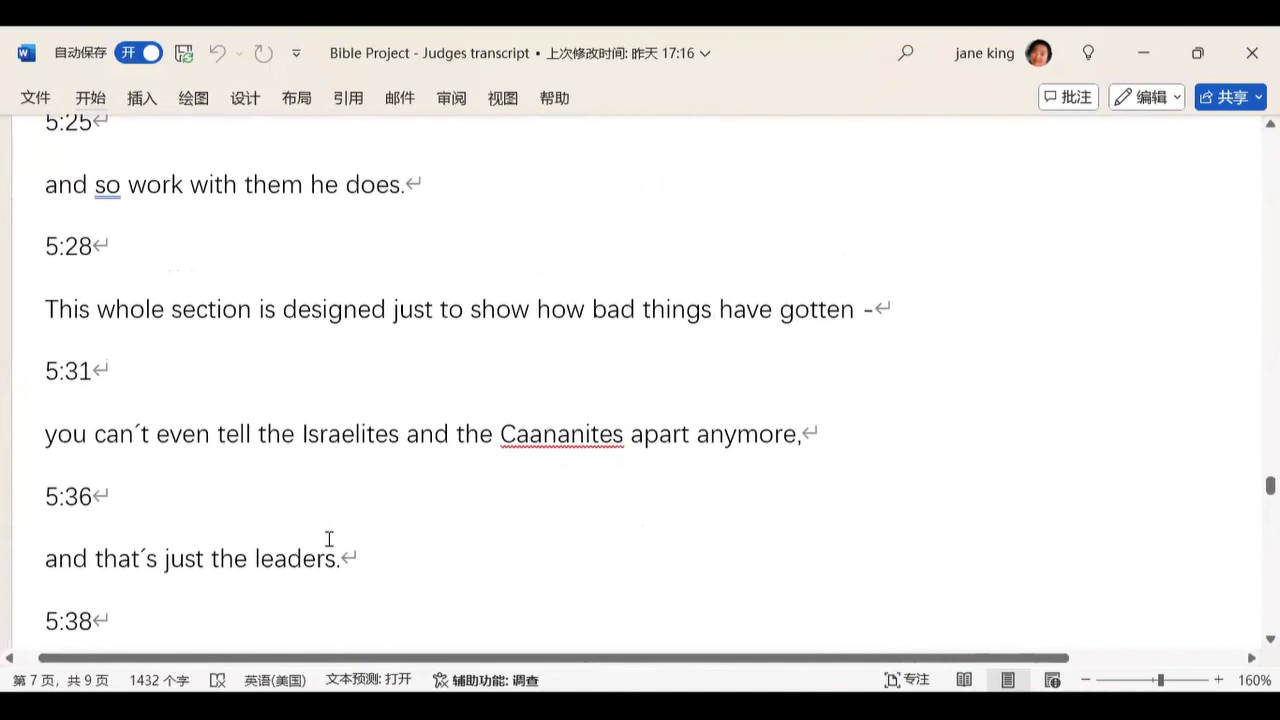 自动保存 开 Bible Project - Judges transcript • 上次修改时间: 昨天 17:16 jane king
文件 开始 插入 绘图 设计 布局 引用 邮件 审阅 视图 帮助 批注 编辑 共享
5:25
and so work with them he does.
5:28
This whole section is designed just to show how bad things have gotten -
5:31
you can´t even tell the Israelites and the Caananites apart anymore,
5:36
and that´s just the leaders.
5:38
第 7 页，共 9 页 1432 个字 英语(美国) 文本预测: 打开 辅助功能: 调查 专注 160%